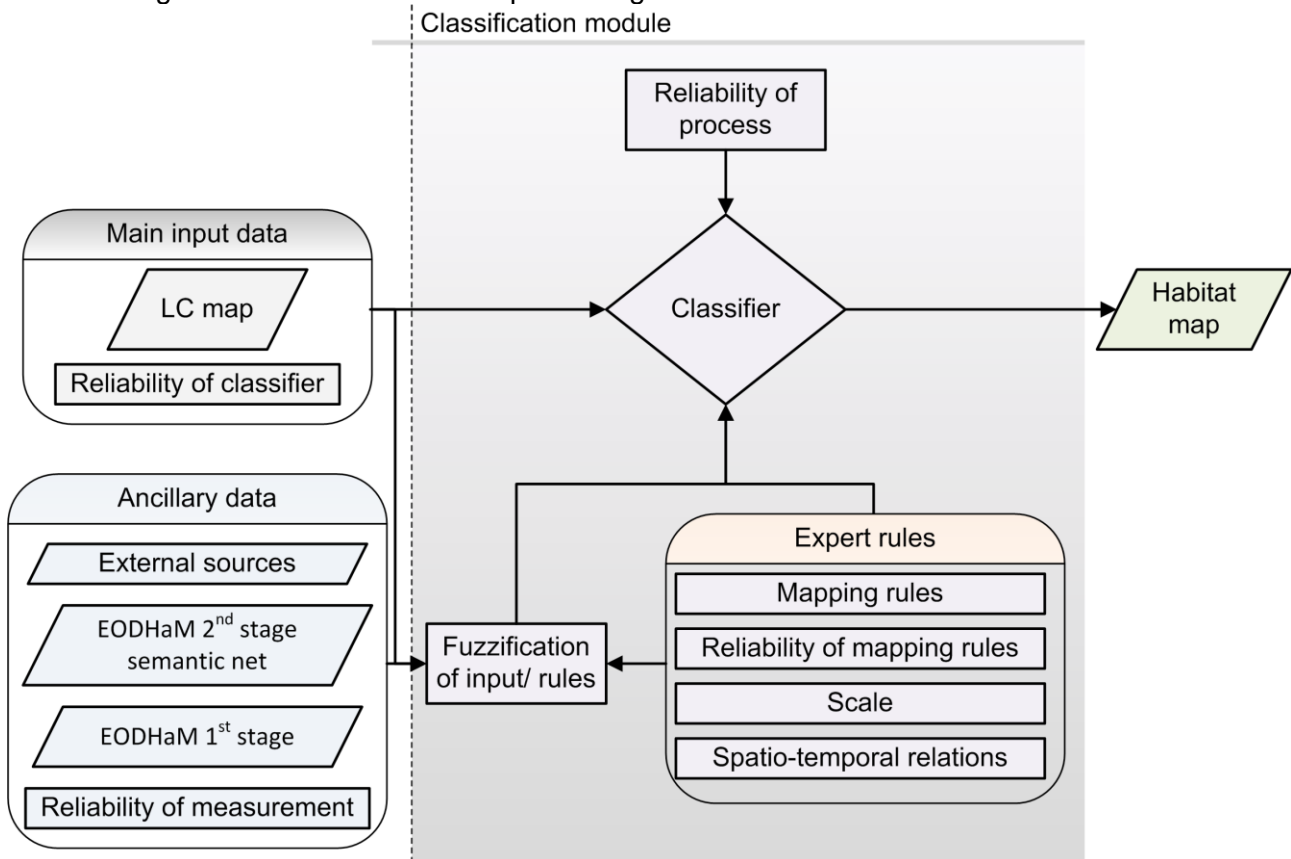 Classification module
Reliability of
process
Main input data
LC map
Reliability of classifier
Classifier
Habitat
map
Ancillary data
External sources
EODHaM 2nd stage
semantic net
EODHaM 1st stage
Reliability of measurement
Fuzzification
of input/ rules
Expert rules
Mapping rules
Reliability of mapping rules
Scale
Spatio-temporal relations